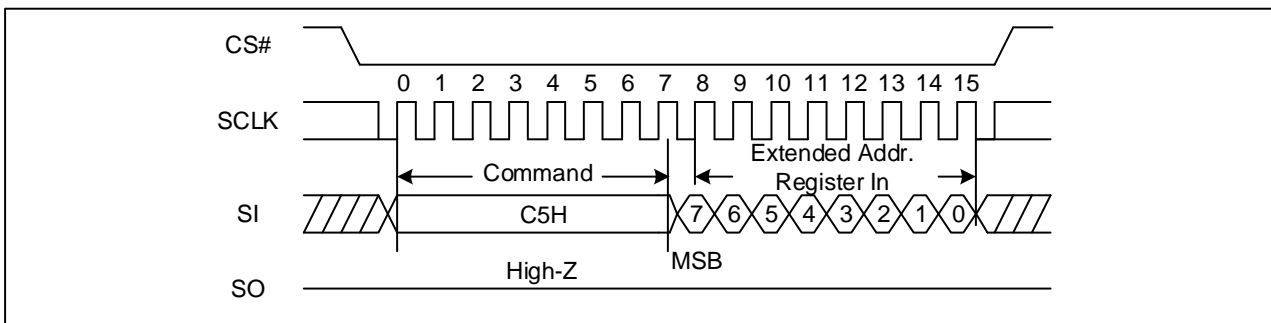 CS#
0 1 2 3 4 5 6 7 8 9 10 11 12 13 14 15
SCLK
Command
Extended Addr.
Register In
SI
C5H
7 6 5 4 3 2 1 0
MSB
High-Z
SO